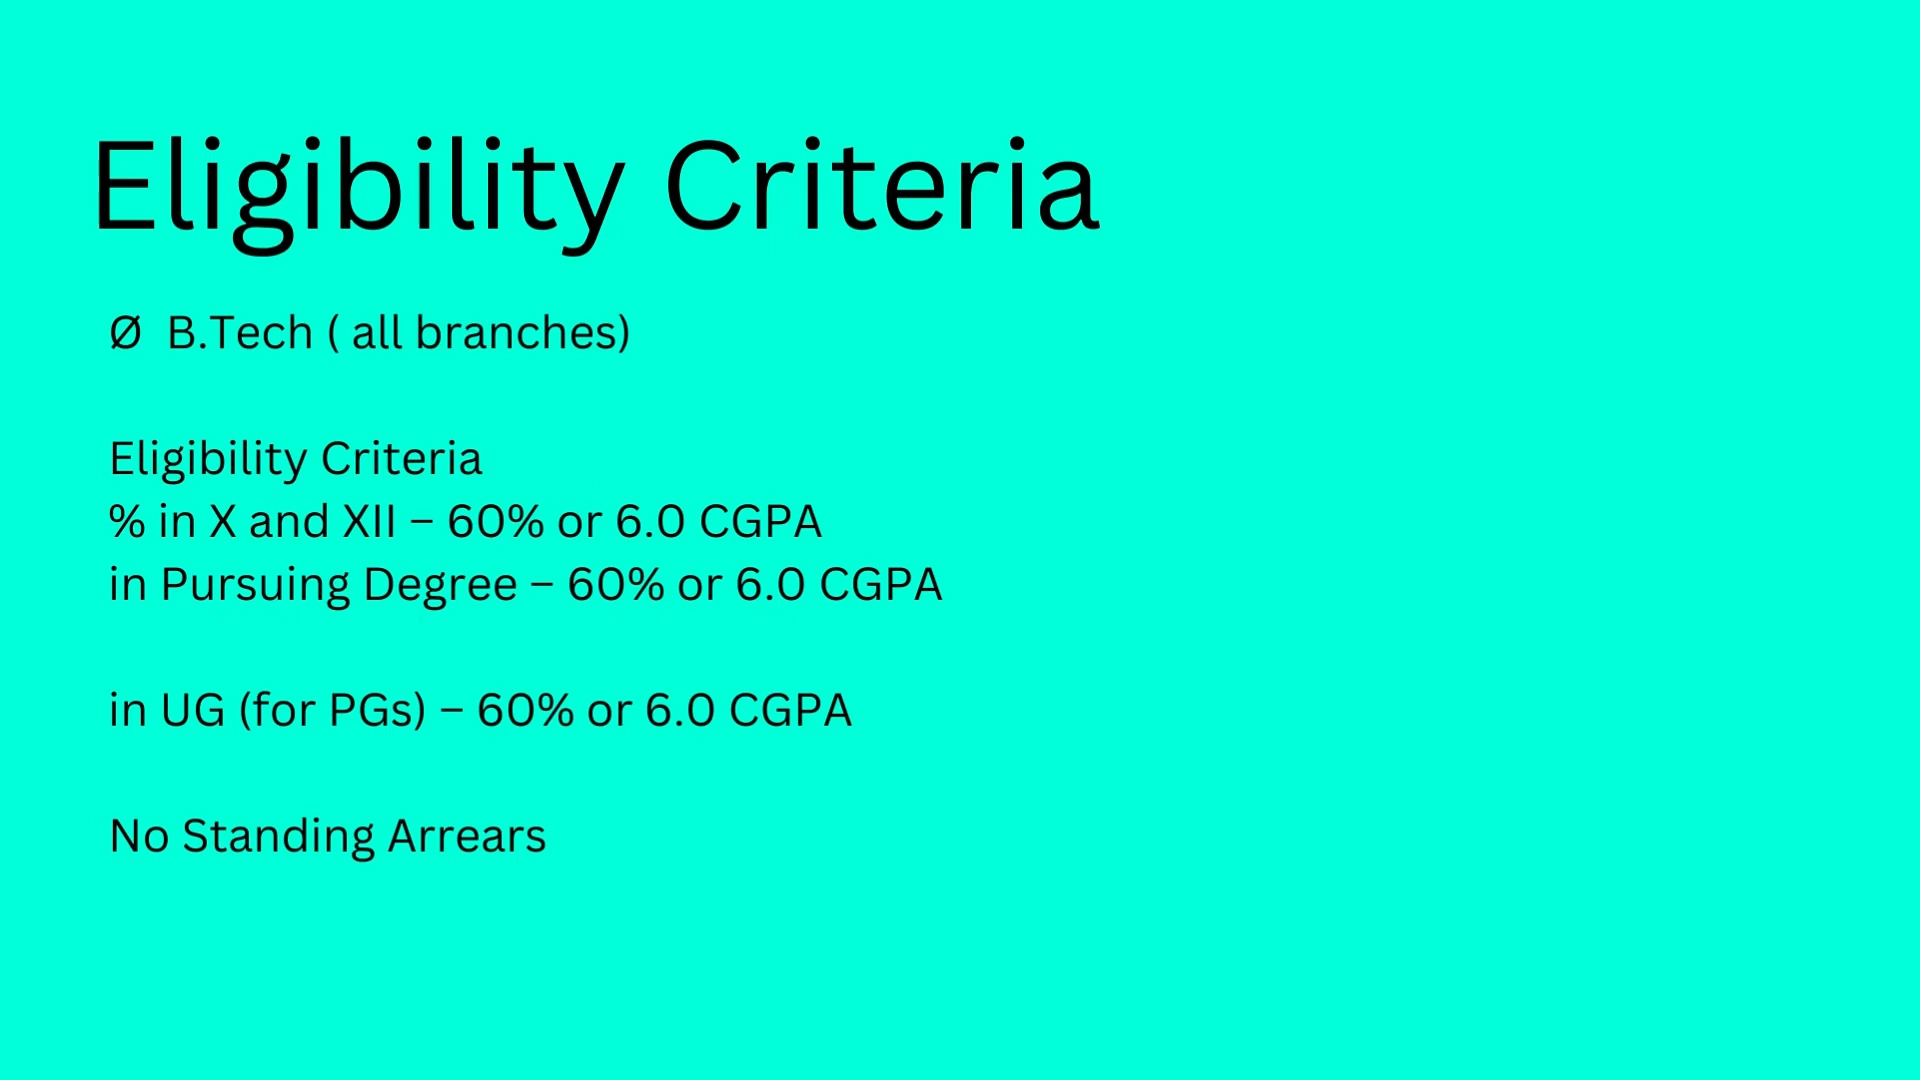 Eligibility Criteria
Ø B.Tech ( all branches)
Eligibility Criteria
% in X and XII – 60% or 6.0 CGPA
in Pursuing Degree – 60% or 6.0 CGPA
in UG (for PGs) – 60% or 6.0 CGPA
No Standing Arrears